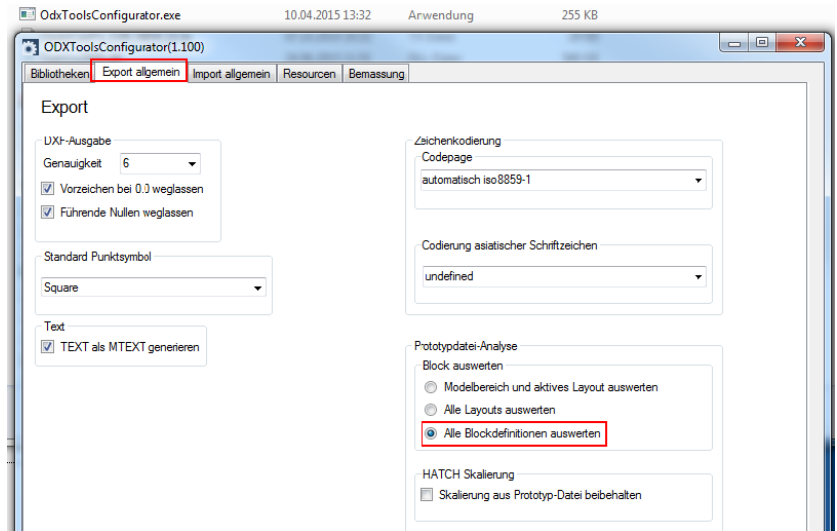 OdxToolsConfigurator.exe 10.04.2015 13:32 Anwendung 255 KB
ODXToolsConfigurator(1.100)
Bibliotheken Export allgemein Import allgemein Resourcen Bemassung
Export
DXF-Ausgabe
Genauigkeit 6
Vorzeichen bei 0.0 weglassen
Führende Nullen weglassen
Standard Punktsymbol
Square
Text
TEXT als MTEXT generieren
Zeichenkodierung
Codepage
automatisch iso8859-1
Codierung asiatischer Schriftzeichen
undefined
Prototypdatei-Analyse
Block auswerten
Modelbereich und aktives Layout auswerten
Alle Layouts auswerten
Alle Blockdefinitionen auswerten
HATCH Skalierung
Skalierung aus Prototyp-Datei beibehalten